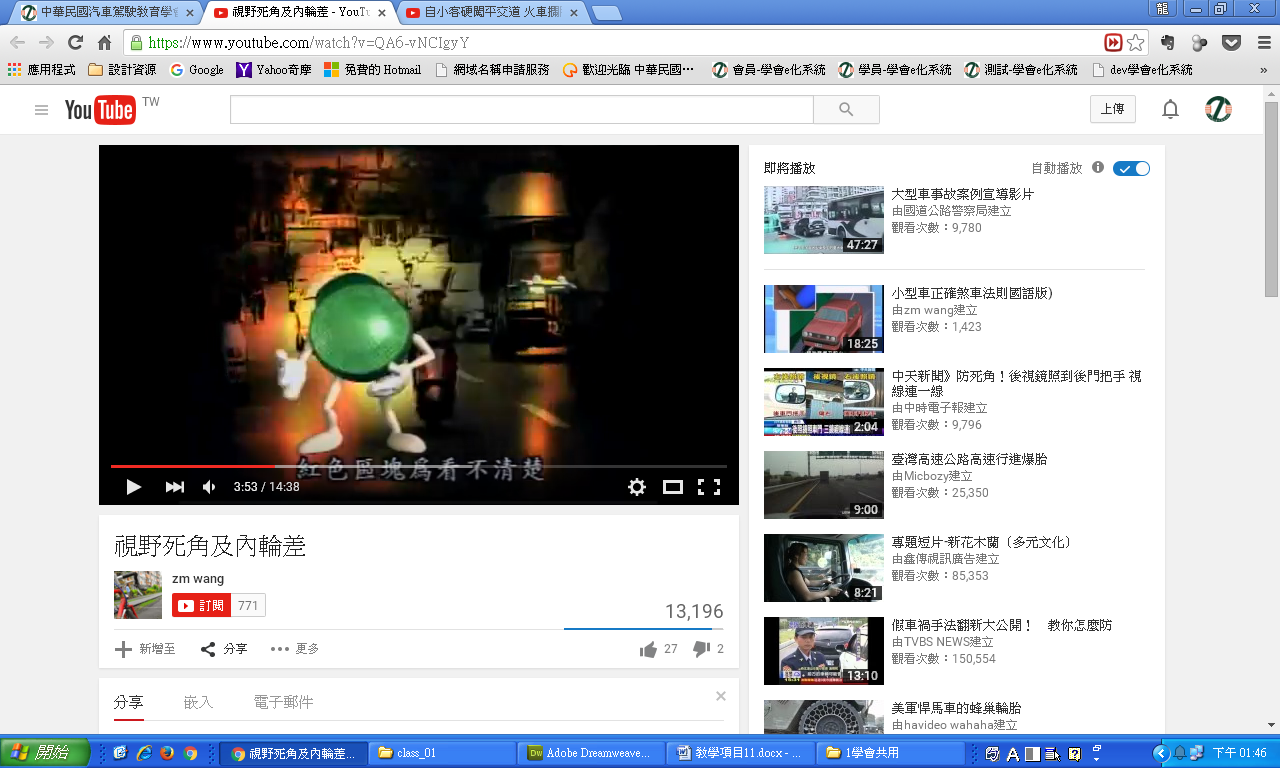 中華民國汽車駕駛教育學會
視野死角及內輪差 - YouTu
自小客硬闖平交道 火車攔腰
龍
https://www.youtube.com/watch?v=QA6-rNCIgyY
應用程式
設計資源
Google
Yahoo奇摩
免費的 Hotmail
網域名稱申請服務
歡迎光臨 中華民國…
會員-學會e化系統
學員-學會e化系統
測試-學會e化系統
dev學會e化系統
»
YouTube TW
上傳
紅色區塊為看不清楚
3:53 / 14:38
視野死角及內輪差
zm wang
訂閱 771
13,196
新增至 分享 更多
27 2
分享 嵌入 電子郵件
即將播放 自動播放
大型車事故案例宣導影片
由國道公路警察局建立
觀看次數：9,780
47:27
小型車正確煞車法則國語版)
由zm wang建立
觀看次數：1,423
18:25
中天新聞》防死角！後視鏡照到後門把手 視
線連一線
由中時電子報建立
觀看次數：9,796
2:04
臺灣高速公路高速行進爆胎
由Micbozy建立
觀看次數：25,350
9:00
專題短片-新花木蘭〔多元文化〕
由鑫傳視訊廣告建立
觀看次數：85,353
8:21
假車禍手法翻新大公開！ 教你怎麼防
由TVBS NEWS建立
觀看次數：150,554
13:10
美軍悍馬車的蜂巢輪胎
由havideo wahaha建立
開始
視野死角及內輪差...
class_01
Adobe Dreamweave...
教學項目11.docx - ...
1學會共用
下午 01:46